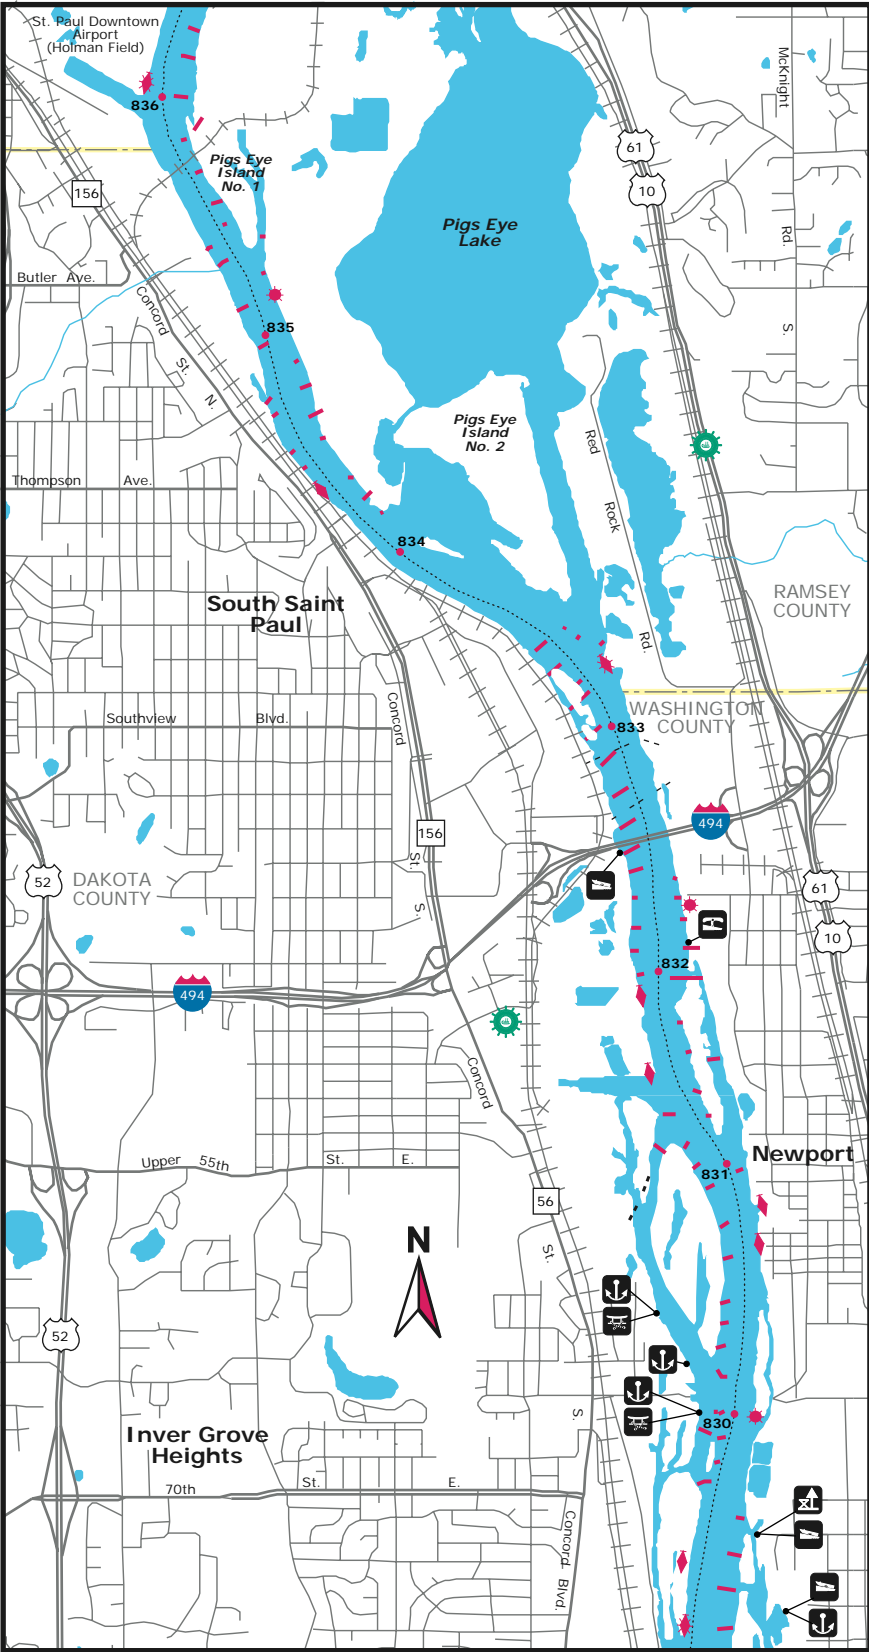 St. Paul Downtown
Airport
(Holman Field)
836
McKnight
Rd.
S.
61
10
Pigs Eye
Island
No. 1
156
Pigs Eye
Lake
Butler Ave.
Concord
St.
N.
835
Pigs Eye
Island
No. 2
Red
Rock
Rd.
Thompson Ave.
834
South Saint
Paul
RAMSEY
COUNTY
WASHINGTON
COUNTY
833
Southview Blvd.
Concord
156
St.
S.
494
52
DAKOTA
COUNTY
61
10
832
494
Concord
Newport
831
Upper 55th St. E.
56
St.
N
52
830
S.
Inver Grove
Heights
70th St. E.
Concord
Blvd.